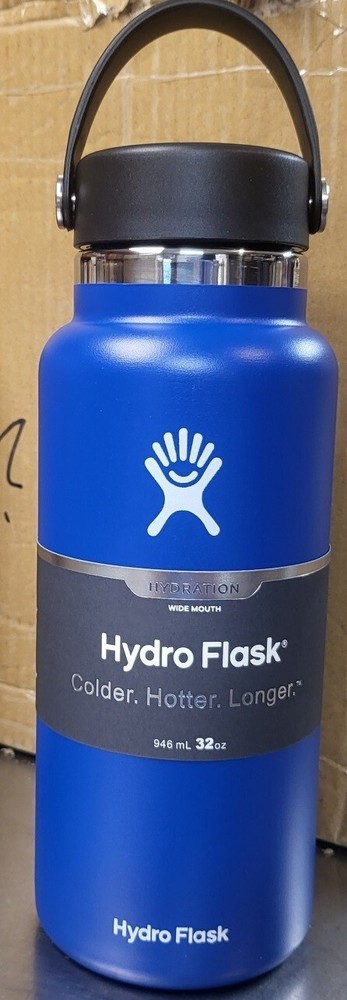 ?
HYDRATION
WIDE MOUTH
Hydro Flask®
Colder. Hotter. Longer.™
946 mL 32oz
Hydro Flask